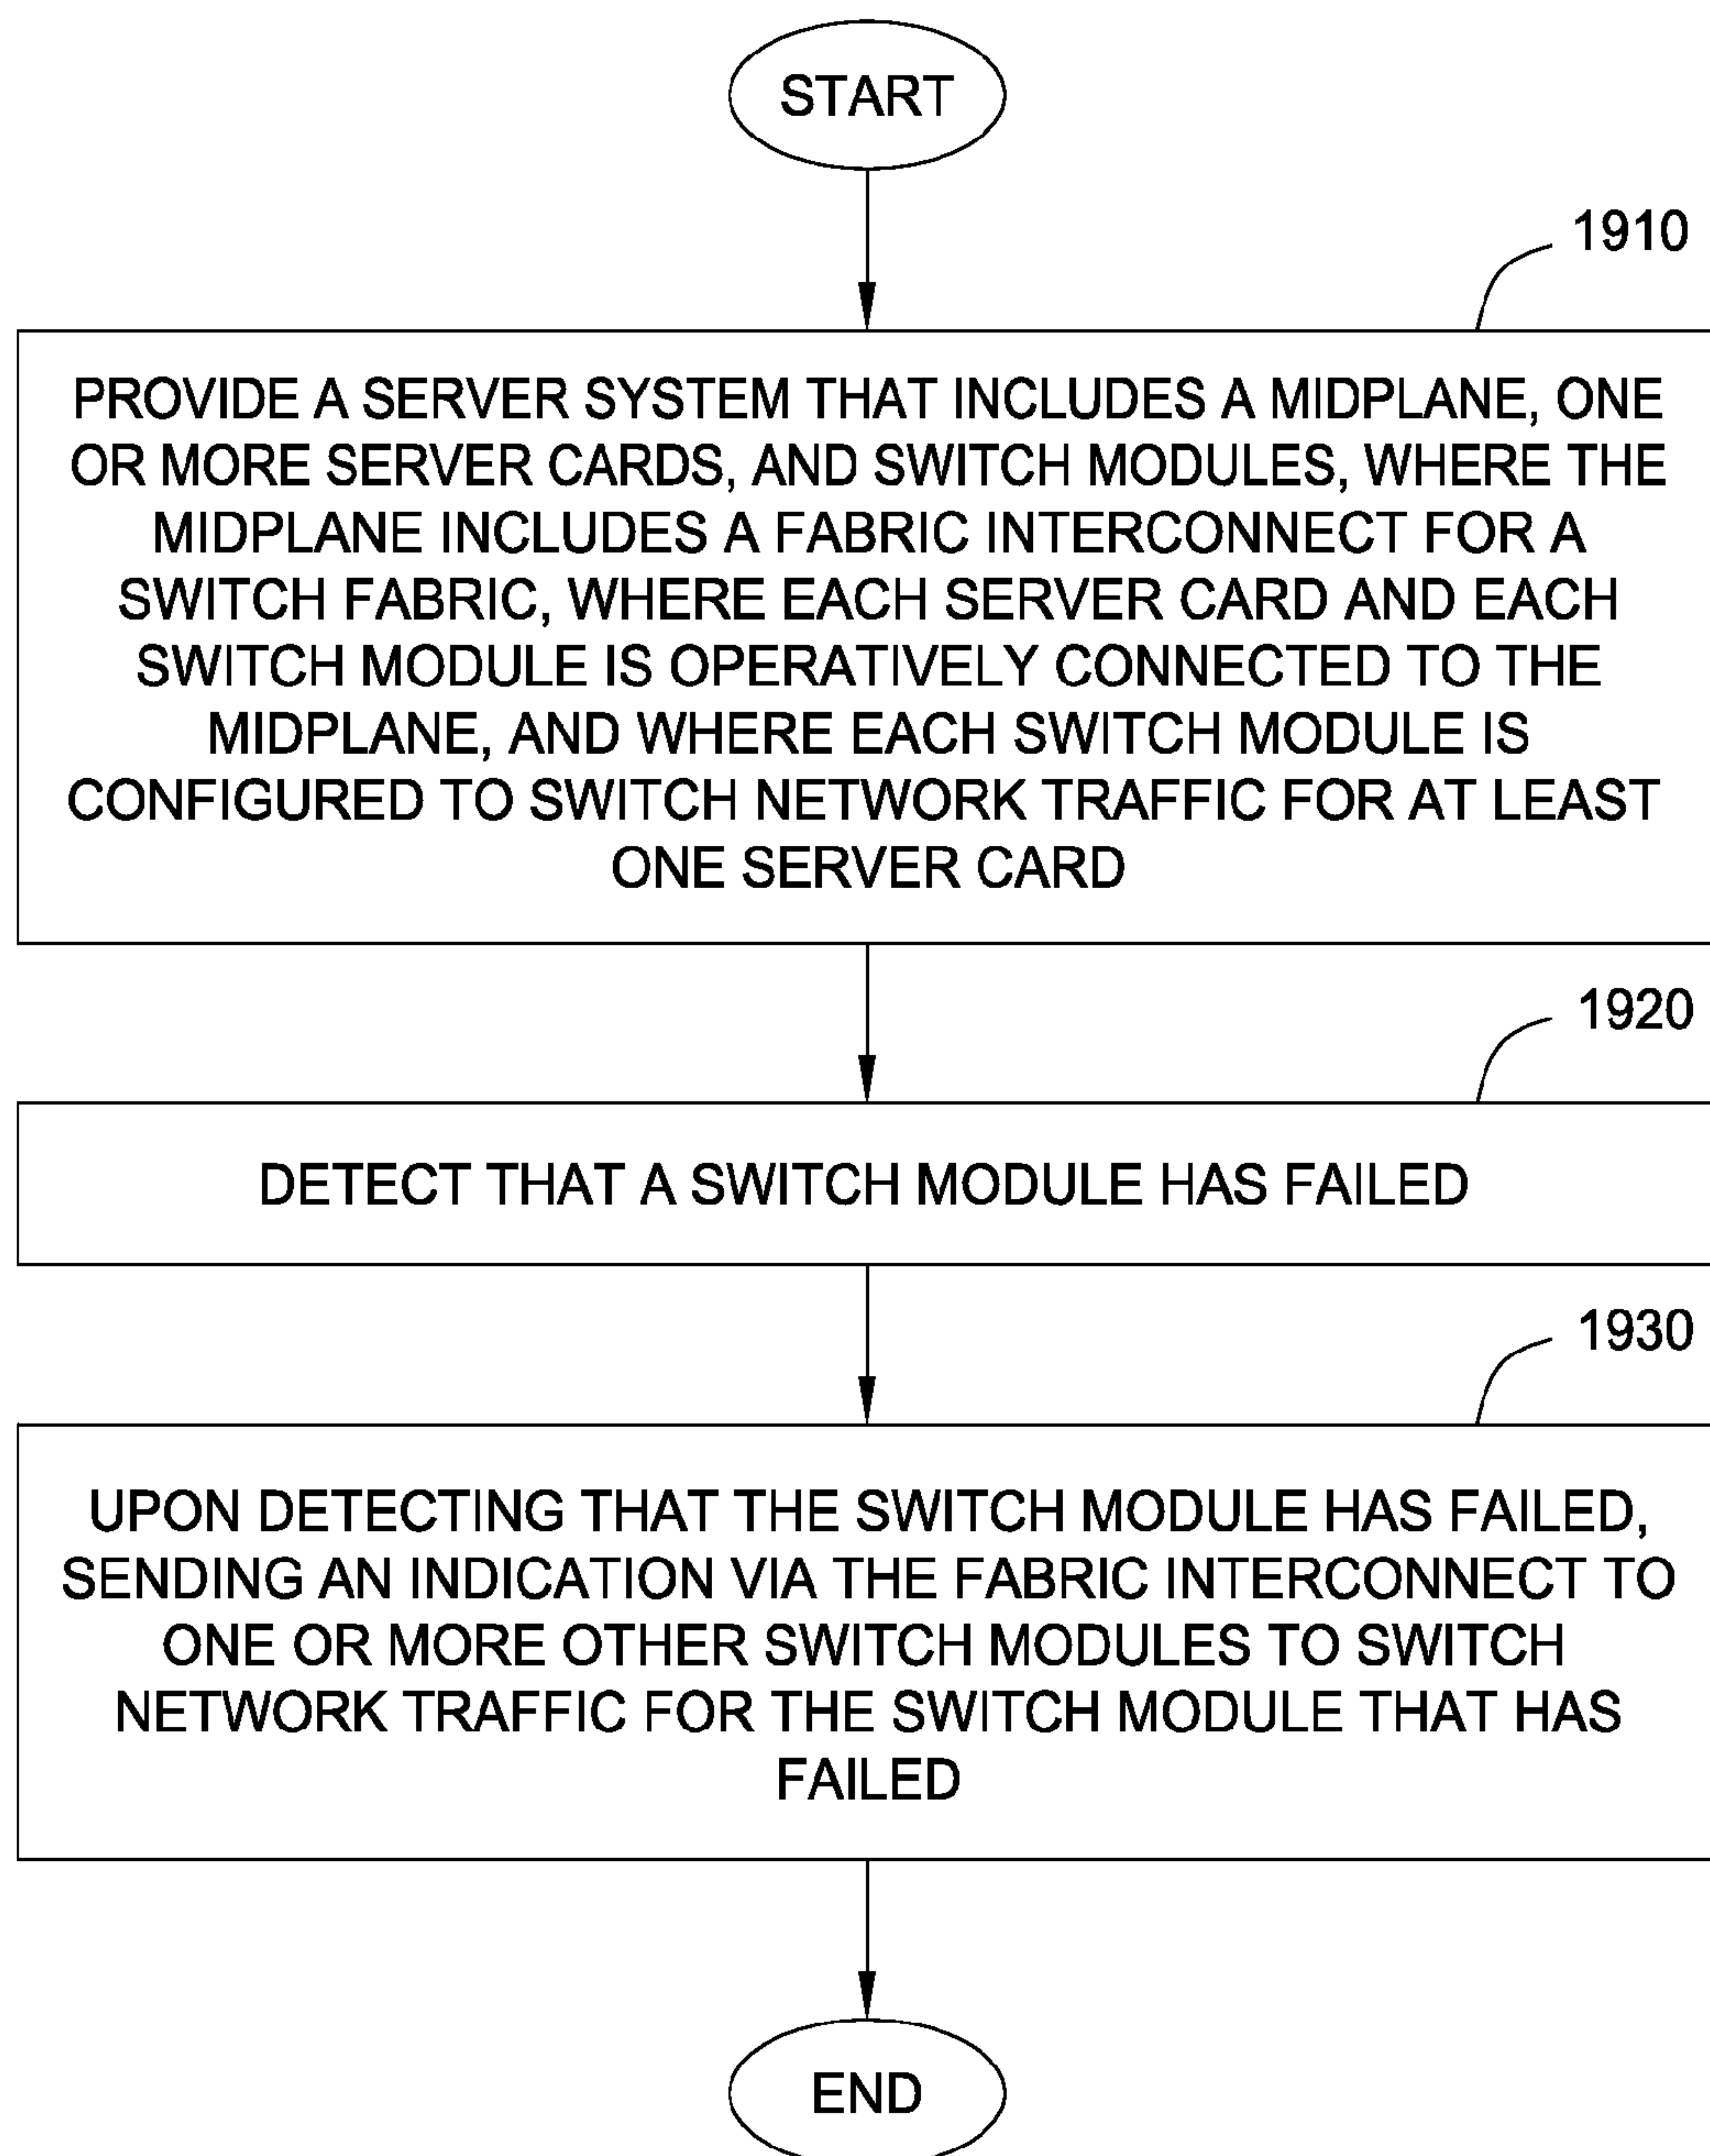 START
1910
PROVIDE A SERVER SYSTEM THAT INCLUDES A MIDPLANE, ONE
OR MORE SERVER CARDS, AND SWITCH MODULES, WHERE THE
MIDPLANE INCLUDES A FABRIC INTERCONNECT FOR A
SWITCH FABRIC, WHERE EACH SERVER CARD AND EACH
SWITCH MODULE IS OPERATIVELY CONNECTED TO THE
MIDPLANE, AND WHERE EACH SWITCH MODULE IS
CONFIGURED TO SWITCH NETWORK TRAFFIC FOR AT LEAST
ONE SERVER CARD
1920
DETECT THAT A SWITCH MODULE HAS FAILED
1930
UPON DETECTING THAT THE SWITCH MODULE HAS FAILED,
SENDING AN INDICATION VIA THE FABRIC INTERCONNECT TO
ONE OR MORE OTHER SWITCH MODULES TO SWITCH
NETWORK TRAFFIC FOR THE SWITCH MODULE THAT HAS
FAILED
END